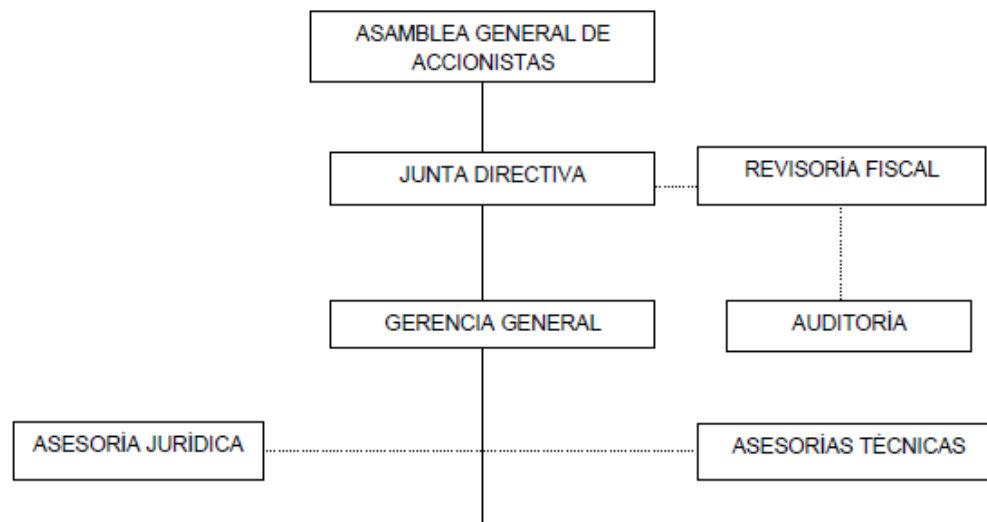 ASAMBLEA GENERAL DE
ACCIONISTAS
JUNTA DIRECTIVA
REVISORÍA FISCAL
GERENCIA GENERAL
AUDITORÍA
ASESORÍA JURÍDICA
ASESORÍAS TÉCNICAS